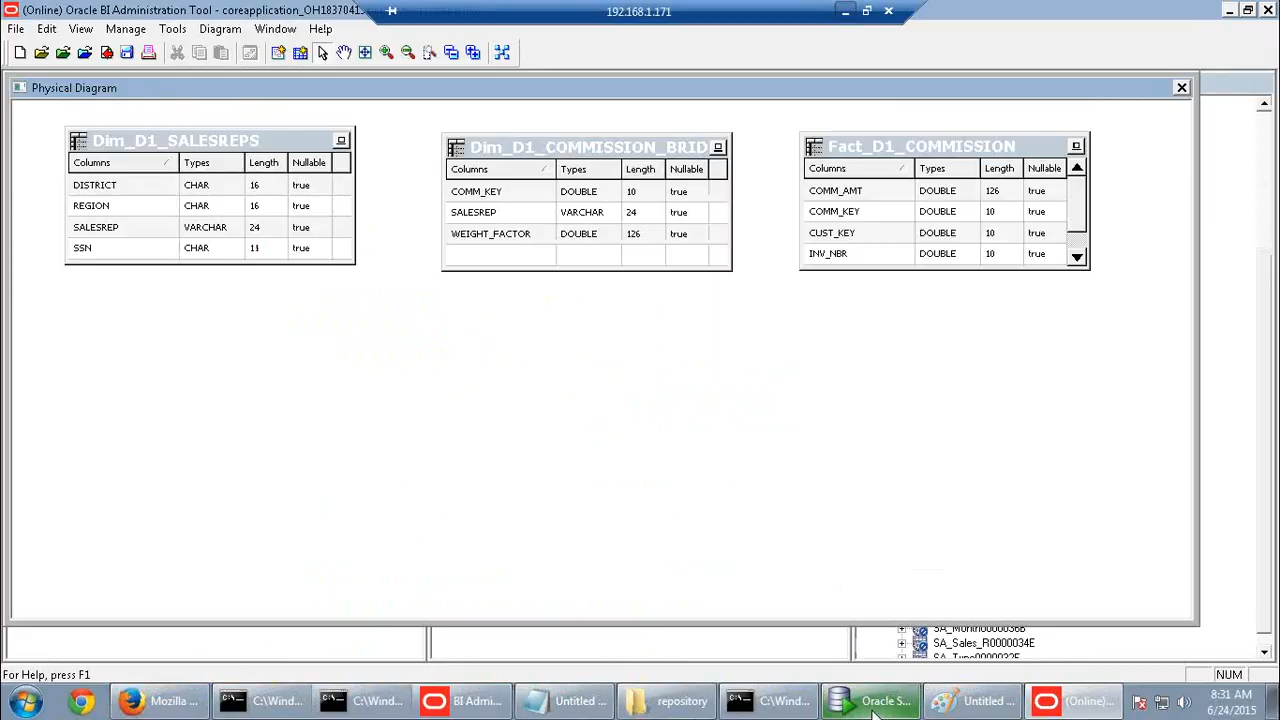 (Online) Oracle BI Administration Tool - coreapplication_OH1837041
192.168.1.171
File Edit View Manage Tools Diagram Window Help
Physical Diagram
Dim_D1_SALESREPS
Columns Types Length Nullable
DISTRICT CHAR 16 true
REGION CHAR 16 true
SALESREP VARCHAR 24 true
SSN CHAR 11 true
Dim_D1_COMMISSION_BRID
Columns Types Length Nullable
COMM_KEY DOUBLE 10 true
SALESREP VARCHAR 24 true
WEIGHT_FACTOR DOUBLE 126 true
Fact_D1_COMMISSION
Columns Types Length Nullable
COMM_AMT DOUBLE 126 true
COMM_KEY DOUBLE 10 true
CUST_KEY DOUBLE 10 true
INV_NBR DOUBLE 10 true
SA_Sales_R0000034E
For Help, press F1
NUM
Mozilla ...
C:\Wind...
C:\Wind...
BI Admin...
Untitled ...
repository
C:\Wind...
Oracle S...
Untitled ...
(Online)...
8:31 AM
6/24/2015